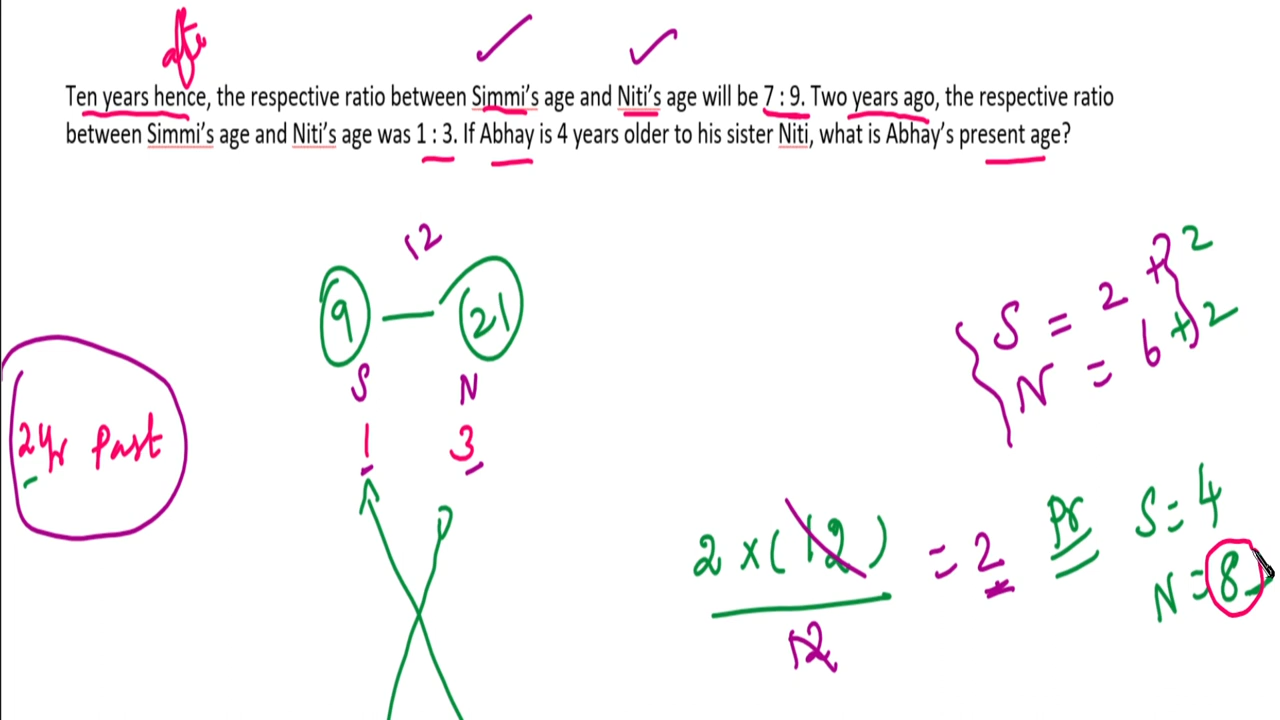 after
Ten years hence, the respective ratio between Simmi's age and Niti's age will be 7 : 9. Two years ago, the respective ratio
between Simmi's age and Niti's age was 1 : 3. If Abhay is 4 years older to his sister Niti, what is Abhay's present age?
12
9 — 21
S N
1 3
2yr Past
S = 2 + 2
N = 6 + 2
2 × (12) = 2
12
Pr S = 4
N = 8